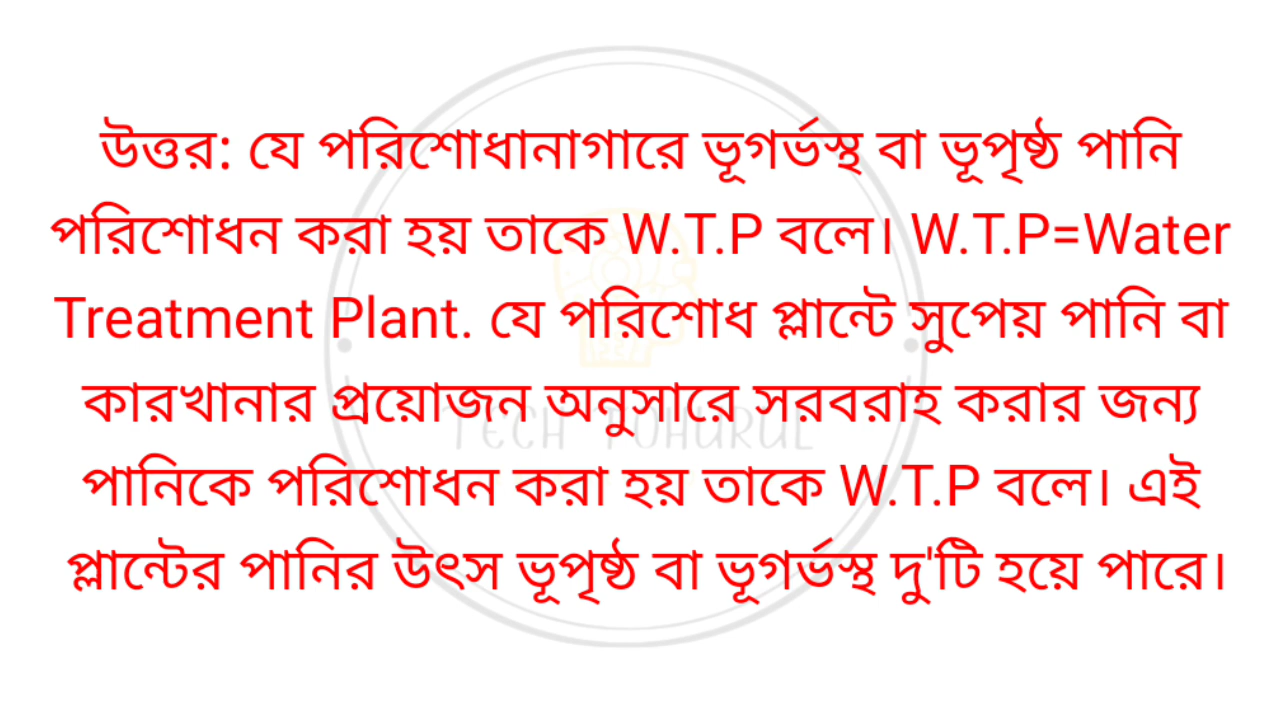 উত্তর: যে পরিশোধানাগারে ভূগর্ভস্থ বা ভূপৃষ্ঠ পানি
পরিশোধন করা হয় তাকে W.T.P বলে। W.T.P=Water
Treatment Plant. যে পরিশোধ প্লান্টে সুপেয় পানি বা
কারখানার প্রয়োজন অনুসারে সরবরাহ করার জন্য
পানিকে পরিশোধন করা হয় তাকে W.T.P বলে। এই
প্লান্টের পানির উৎস ভূপৃষ্ঠ বা ভূগর্ভস্থ দু'টি হয়ে পারে।
TECH